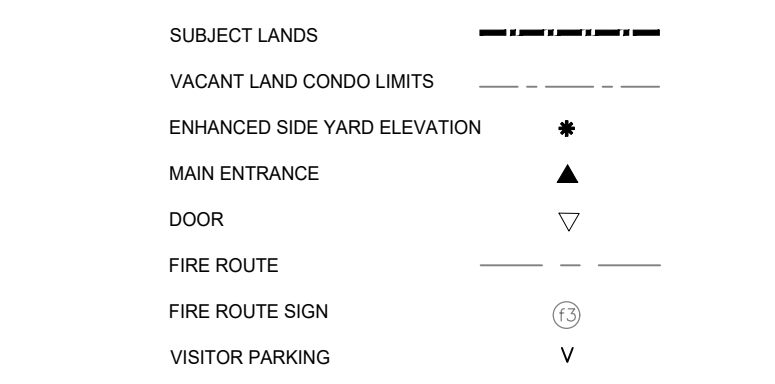 SUBJECT LANDS
VACANT LAND CONDO LIMITS
ENHANCED SIDE YARD ELEVATION
MAIN ENTRANCE
DOOR
FIRE ROUTE
FIRE ROUTE SIGN f3
VISITOR PARKING V